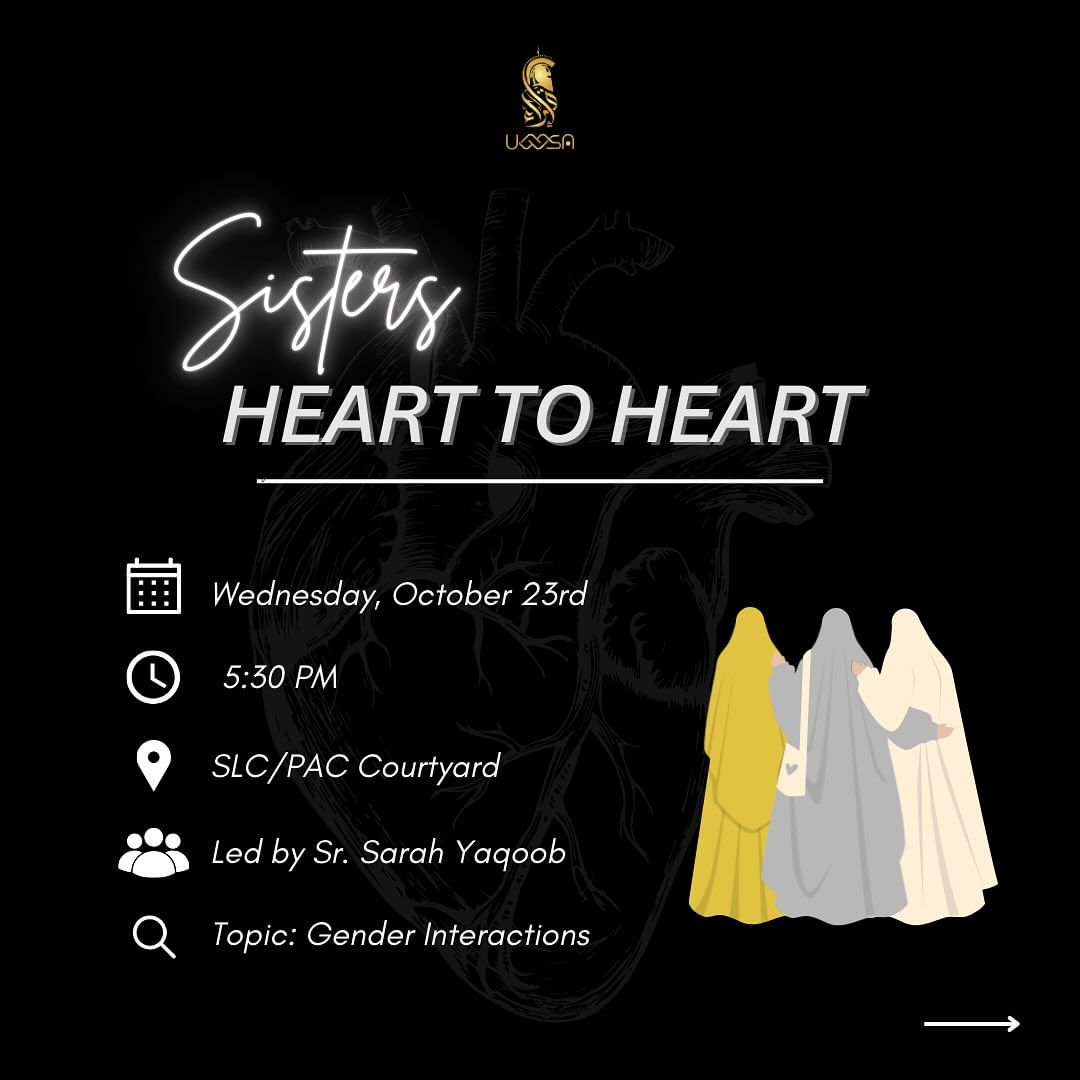 Sisters
HEART TO HEART
Wednesday, October 23rd
5:30 PM
SLC/PAC Courtyard
Led by Sr. Sarah Yaqoob
Topic: Gender Interactions